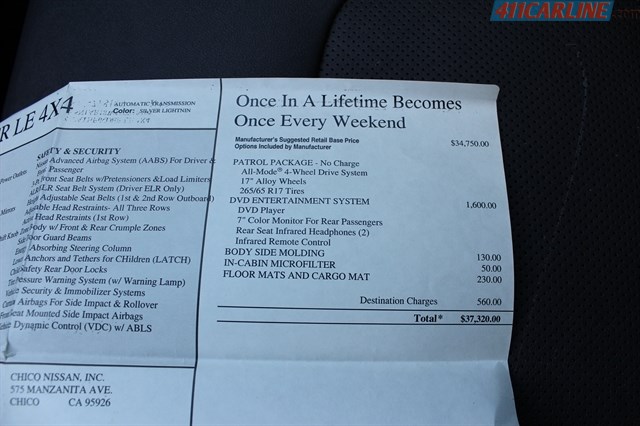 411CARLINE
R LE 4X4
AUTOMATIC TRANSMISSION
Color: SILVER LIGHTNIN
SAFETY & SECURITY
Advanced Airbag System (AABS) For Driver &
Passenger
Front Seat Belts w/Pretensioners &Load Limiters
ALR/ELR Seat Belt System (Driver ELR Only)
Adjustable Seat Belts (1st & 2nd Row Outboard)
Head Restraints- All Three Rows
Head Restraints (1st Row)
Body w/ Front & Rear Crumple Zones
Door Guard Beams
Absorbing Steering Column
Anchors and Tethers for CHildren (LATCH)
Safety Rear Door Locks
Pressure Warning System (w/ Warning Lamp)
Security & Immobilizer Systems
Airbags For Side Impact & Rollover
Seat Mounted Side Impact Airbags
Dynamic Control (VDC) w/ ABLS
Power Outlets
Mirrors
CHICO NISSAN, INC.
575 MANZANITA AVE.
CHICO CA 95926
Once In A Lifetime Becomes
Once Every Weekend
Manufacturer's Suggested Retail Base Price $34,750.00
Options Included by Manufacturer
PATROL PACKAGE - No Charge
All-Mode® 4-Wheel Drive System
17" Alloy Wheels
265/65 R17 Tires
DVD ENTERTAINMENT SYSTEM 1,600.00
DVD Player
7" Color Monitor For Rear Passengers
Rear Seat Infrared Headphones (2)
Infrared Remote Control
BODY SIDE MOLDING 130.00
IN-CABIN MICROFILTER 50.00
FLOOR MATS AND CARGO MAT 230.00
Destination Charges 560.00
Total* $37,320.00